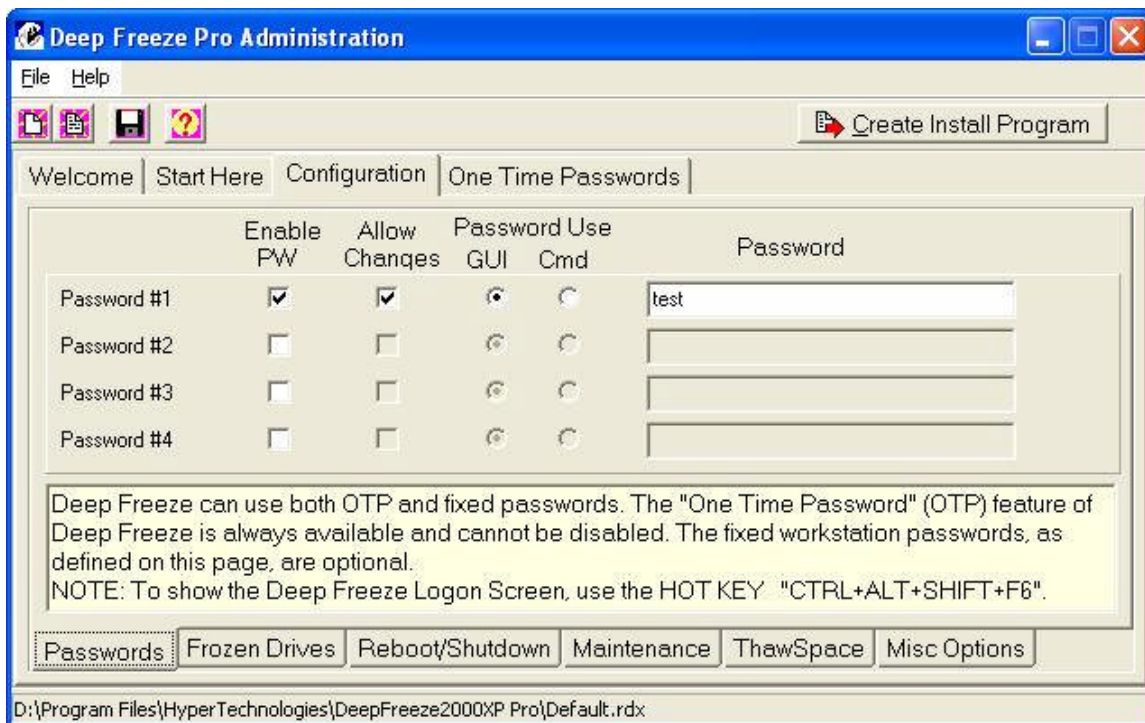 Deep Freeze Pro Administration
File Help
Create Install Program
Welcome Start Here Configuration One Time Passwords
Enable PW Allow Changes Password Use GUI Cmd Password
Password #1 test
Password #2
Password #3
Password #4
Deep Freeze can use both OTP and fixed passwords. The "One Time Password" (OTP) feature of
Deep Freeze is always available and cannot be disabled. The fixed workstation passwords, as
defined on this page, are optional.
NOTE: To show the Deep Freeze Logon Screen, use the HOT KEY "CTRL+ALT+SHIFT+F6".
Passwords Frozen Drives Reboot/Shutdown Maintenance ThawSpace Misc Options
D:\Program Files\HyperTechnologies\DeepFreeze2000XP Pro\Default.rdx